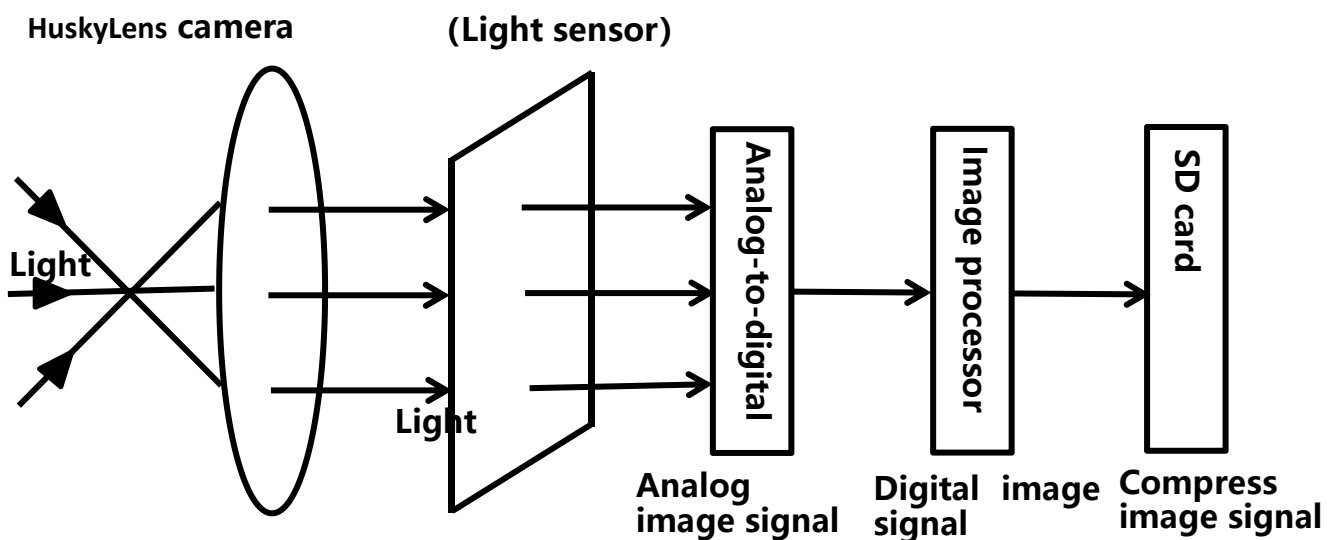 HuskyLens camera
(Light sensor)
Light
Light
Analog-to-digital
Image processor
SD card
Analog
image signal
Digital image
signal
Compress
image signal